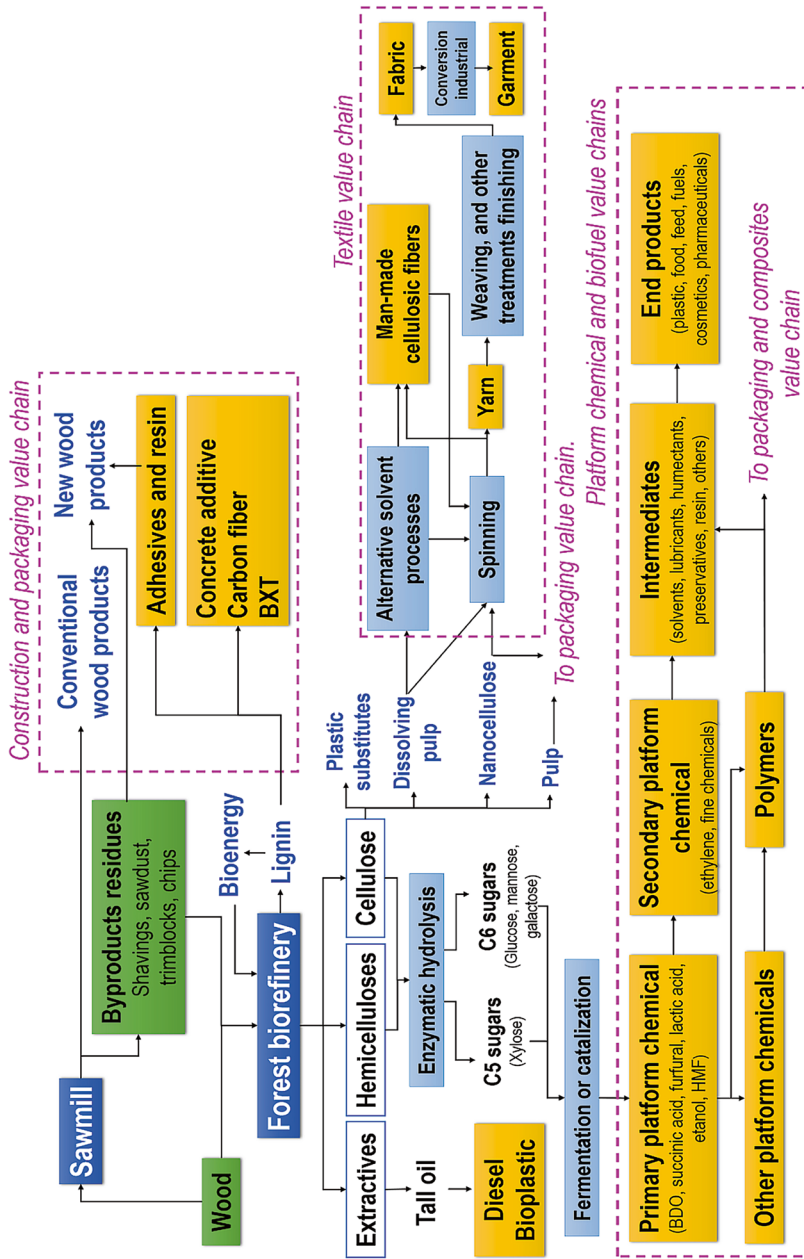 Construction and packaging value chain
Sawmill
Wood
Byproducts residues
Shavings, sawdust,
trimblocks, chips
Conventional
wood products
New wood
products
Adhesives and resin
Concrete additive
Carbon fiber
BXT
Bioenergy
Lignin
Forest biorefinery
Extractives
Hemicelluloses
Cellulose
Tall oil
Diesel
Bioplastic
Enzymatic hydrolysis
C5 sugars
(Xylose)
C6 sugars
(Glucose, mannose,
galactose)
Fermentation or catalization
Plastic
substitutes
Dissolving
pulp
Nanocellulose
Pulp
To packaging value chain.
Textile value chain
Alternative solvent
processes
Spinning
Man-made
cellulosic fibers
Yarn
Weaving, and other
treatments finishing
Fabric
Conversion
industrial
Garment
Platform chemical and biofuel value chains
Primary platform chemical
(BDO, succinic acid, furfural, lactic acid,
etanol, HMF)
Secondary platform
chemical
(ethylene, fine chemicals)
Intermediates
(solvents, lubricants, humectants,
preservatives, resin, others)
End products
(plastic, food, feed, fuels,
cosmetics, pharmaceuticals)
Other platform chemicals
Polymers
To packaging and composites
value chain